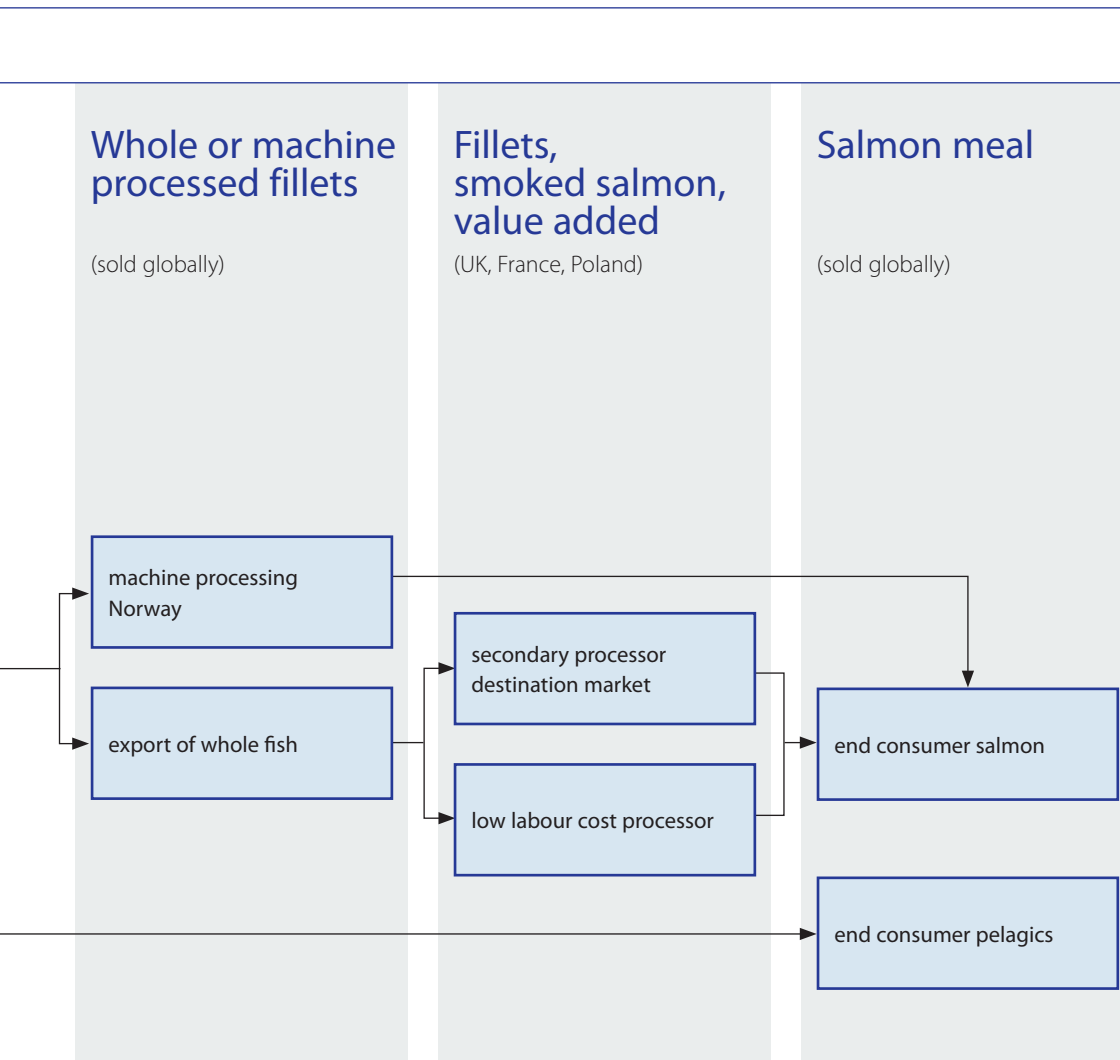 Whole or machine
processed fillets
(sold globally)
Fillets,
smoked salmon,
value added
(UK, France, Poland)
Salmon meal
(sold globally)
machine processing
Norway
export of whole fish
secondary processor
destination market
low labour cost processor
end consumer salmon
end consumer pelagics